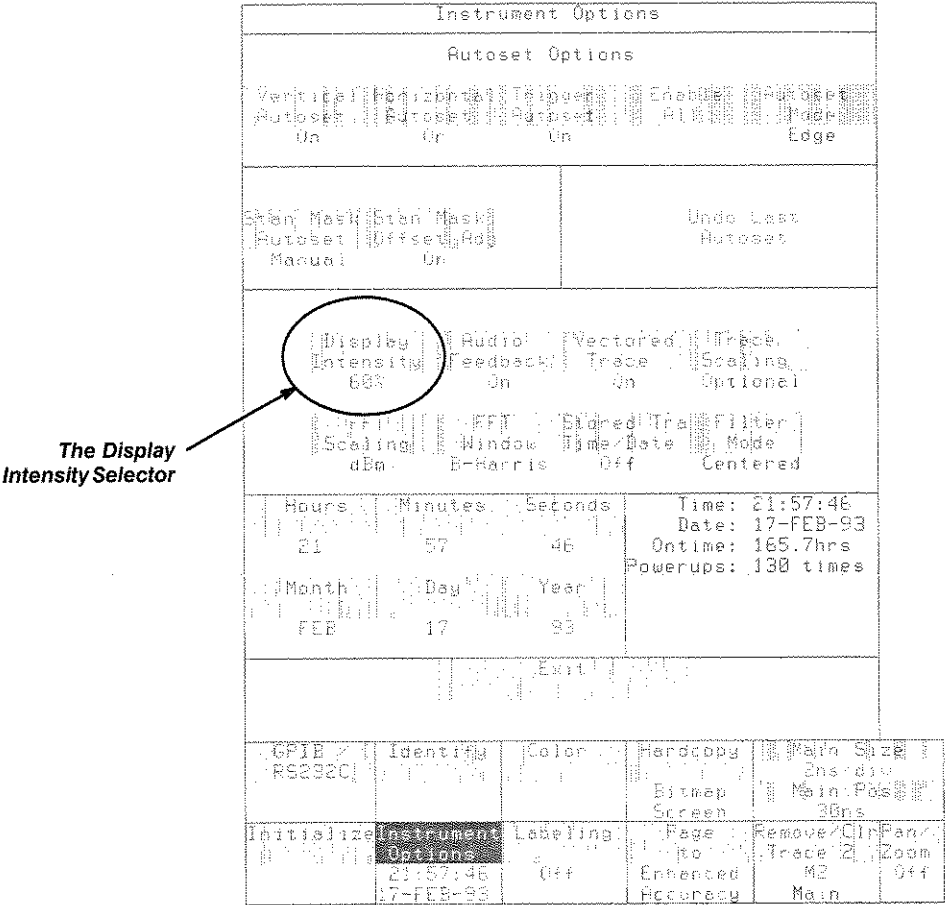 Instrument Options
Autoset Options
Vertical Horizontal Trigger Enable Autoset
Autoset Autoset Autoset Alt Mode
On On On Edge
Sten Mask Sten Mask Undo Last
Autoset Offset Adj Autoset
Manual On
Display Audio Vectored Trace
Intensity Feedback Trace Scaling
60% On On Optional
FFT FFT Stored Tra Filter
Scaling Window Time/Date Mode
dBm B-Harris Off Centered
The Display
Intensity Selector
Hours Minutes Seconds
21 57 46
Month Day Year
FEB 17 93
Time: 21:57:46
Date: 17-FEB-93
Ontime: 165.7hrs
Powerups: 130 times
Exit
GPIB / Identify Color Hardcopy Main Size
RS232C 2ns/div
Bitmap Main Pos
Screen 30ns
Initialize Instrument Labeling Page Remove/Clr Pan/
Options to Trace 2 Zoom
21:57:46 Off Enhanced M2 Off
17-FEB-93 Accuracy Main